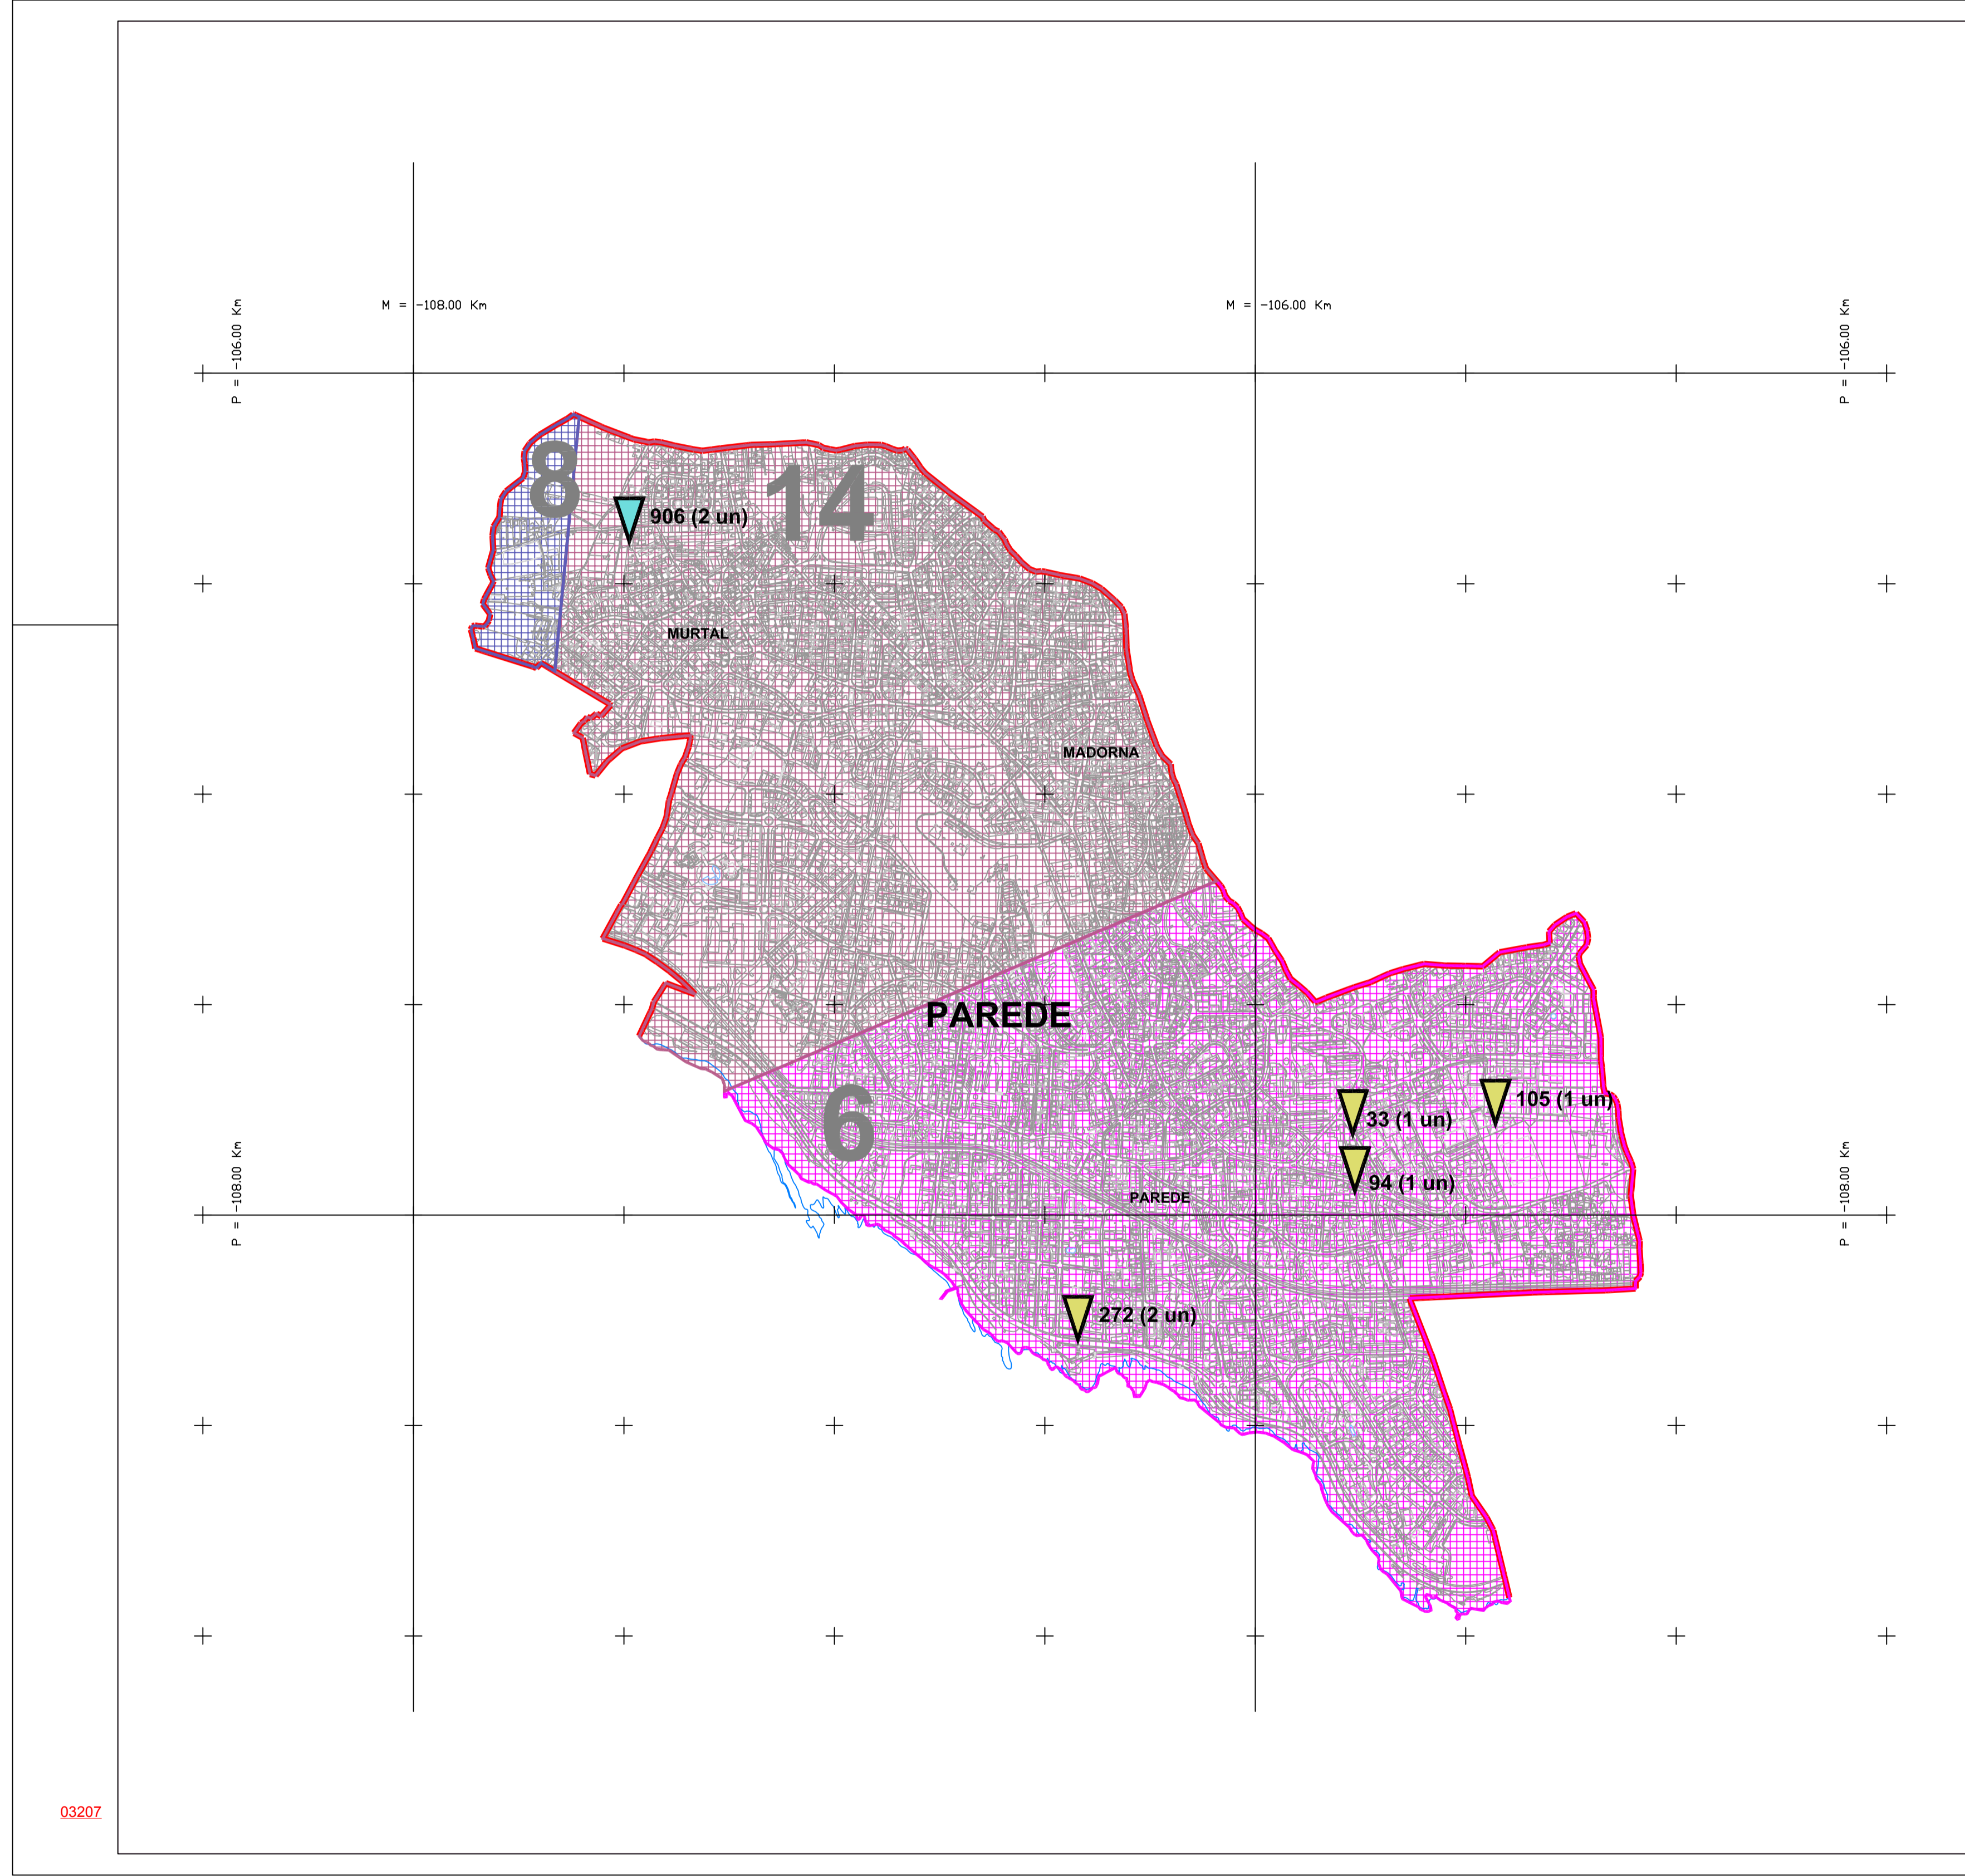 M = -108.00 Km
M = -106.00 Km
P = -106.00 Km
P = -106.00 Km
8
14
906 (2 un)
MURTAL
MADORNA
PAREDE
6
33 (1 un)
105 (1 un)
94 (1 un)
PAREDE
P = -108.00 Km
P = -108.00 Km
272 (2 un)
03207